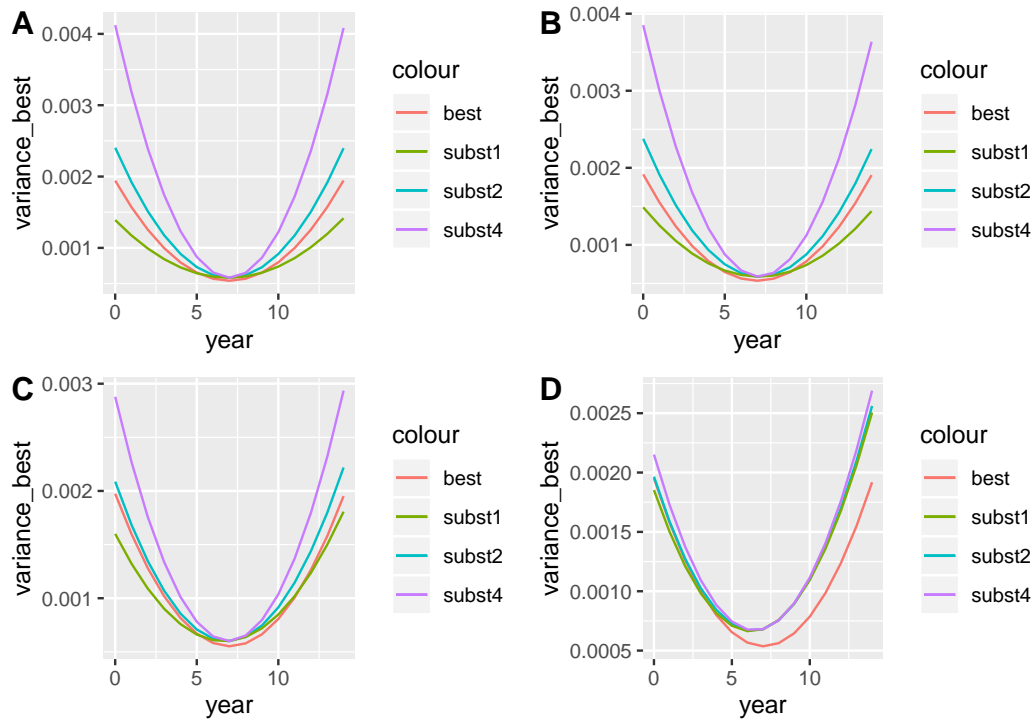 A
variance_best
0.004
0.003
0.002
0.001
0
5
10
year
colour
best
subst1
subst2
subst4
B
variance_best
0.004
0.003
0.002
0.001
0
5
10
year
colour
best
subst1
subst2
subst4
C
variance_best
0.003
0.002
0.001
0
5
10
year
colour
best
subst1
subst2
subst4
D
variance_best
0.0025
0.0020
0.0015
0.0010
0.0005
0
5
10
year
colour
best
subst1
subst2
subst4